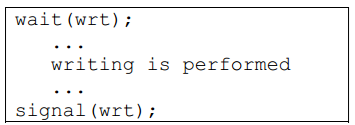 wait(wrt);
...
writing is performed
...
signal(wrt);